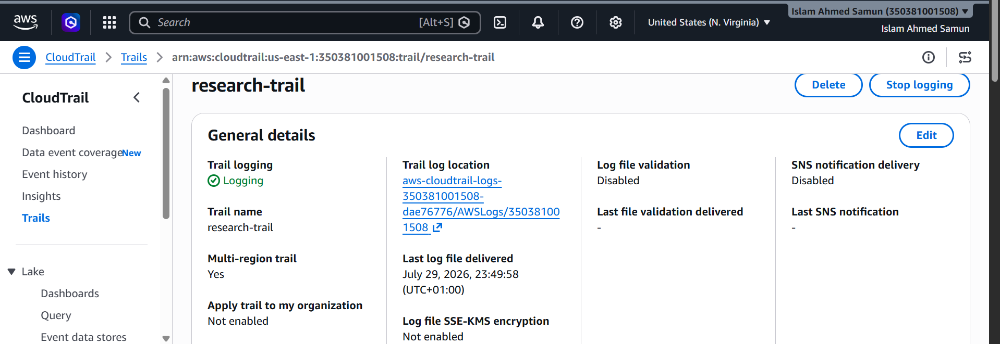 aws
Search
[Alt+S]
United States (N. Virginia)
Islam Ahmed Samun (350381001508)
Islam Ahmed Samun
CloudTrail
Trails
arn:aws:cloudtrail:us-east-1:350381001508:trail/research-trail
CloudTrail
Dashboard
Data event coverageNew
Event history
Insights
Trails
Lake
Dashboards
Query
Event data stores
research-trail
Delete
Stop logging
General details
Edit
Trail logging
Logging
Trail name
research-trail
Multi-region trail
Yes
Apply trail to my organization
Not enabled
Trail log location
aws-cloudtrail-logs-
350381001508-
dae76776/AWSLogs/35038100
1508
Last log file delivered
July 29, 2026, 23:49:58
(UTC+01:00)
Log file SSE-KMS encryption
Not enabled
Log file validation
Disabled
Last file validation delivered
-
SNS notification delivery
Disabled
Last SNS notification
-